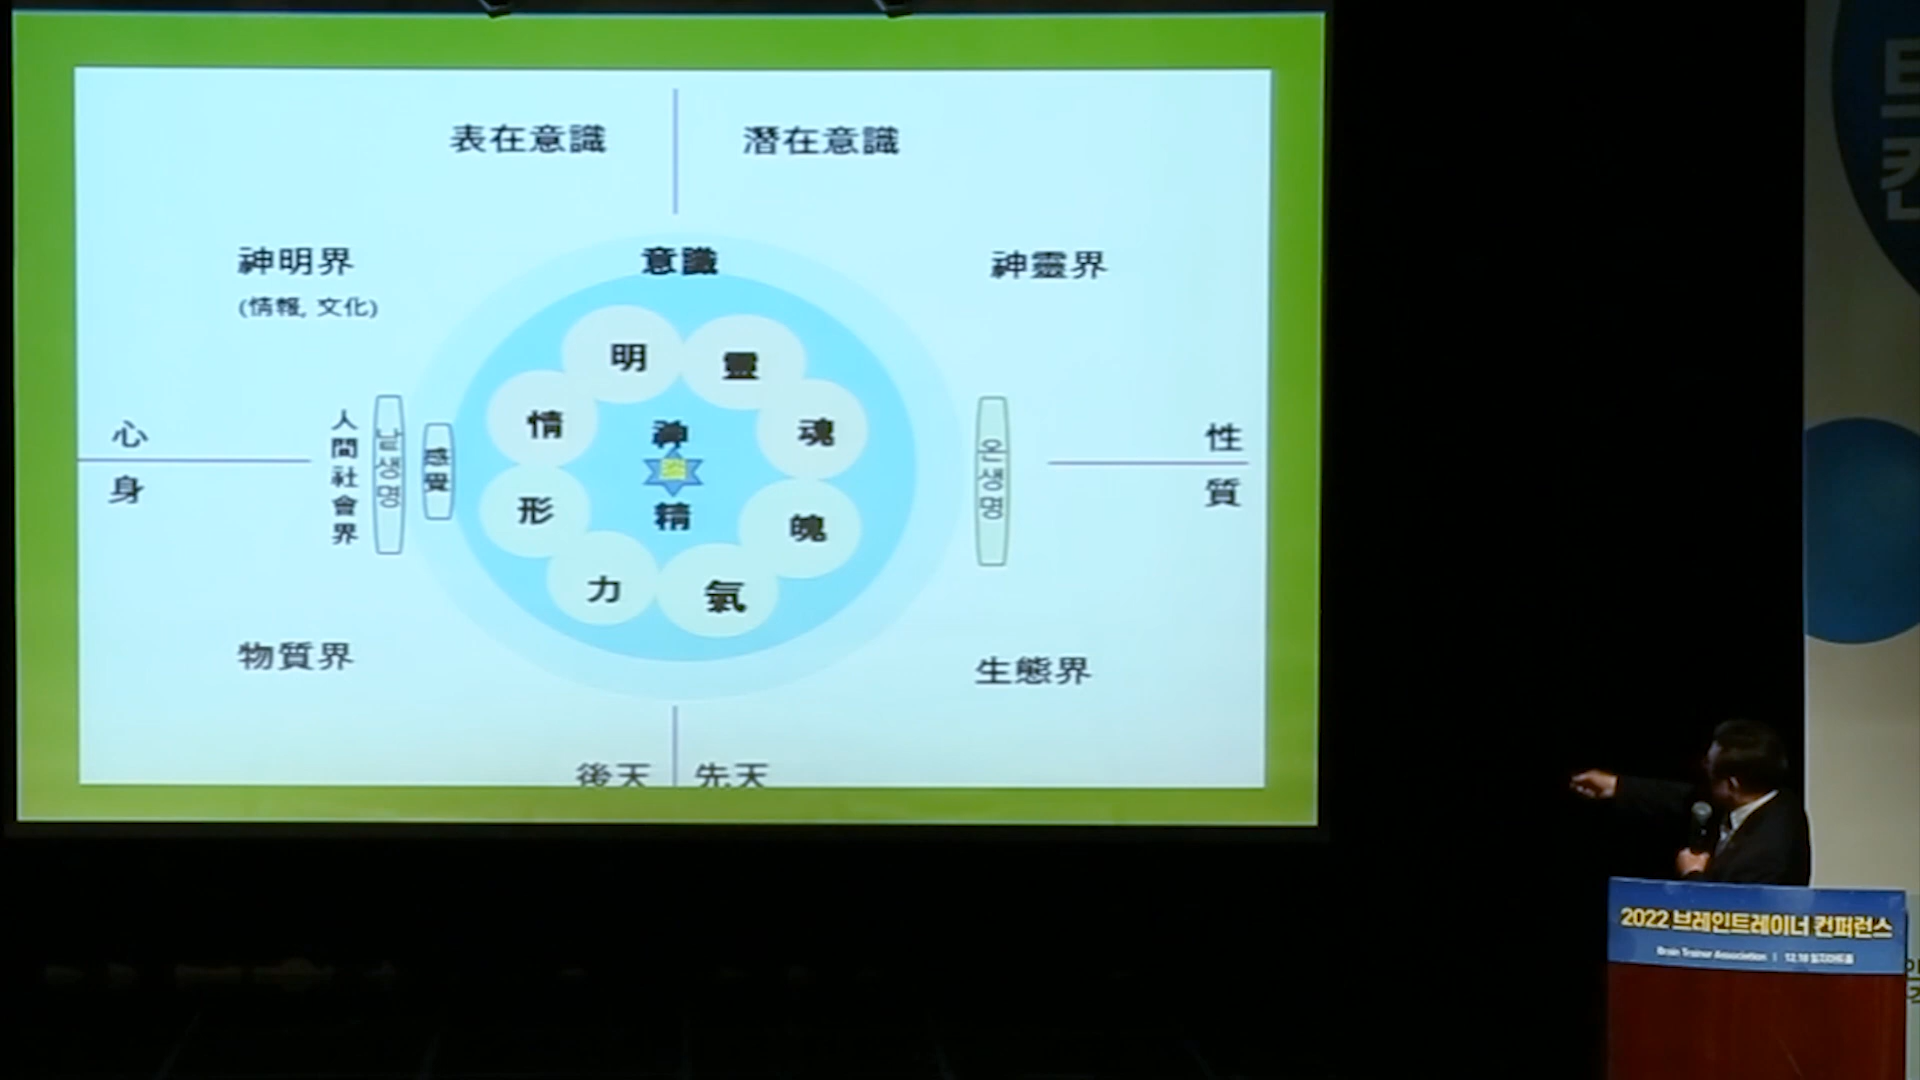 表在意識
潛在意識
神明界
(情報, 文化)
意識
神靈界
明
靈
情
魂
神
精
形
魄
力
氣
心
身
人間社會界
낱생명
感覺
온생명
性
質
物質界
生態界
後天
先天
2022 브레인트레이너 컨퍼런스
Brain Trainer Association | 12.18